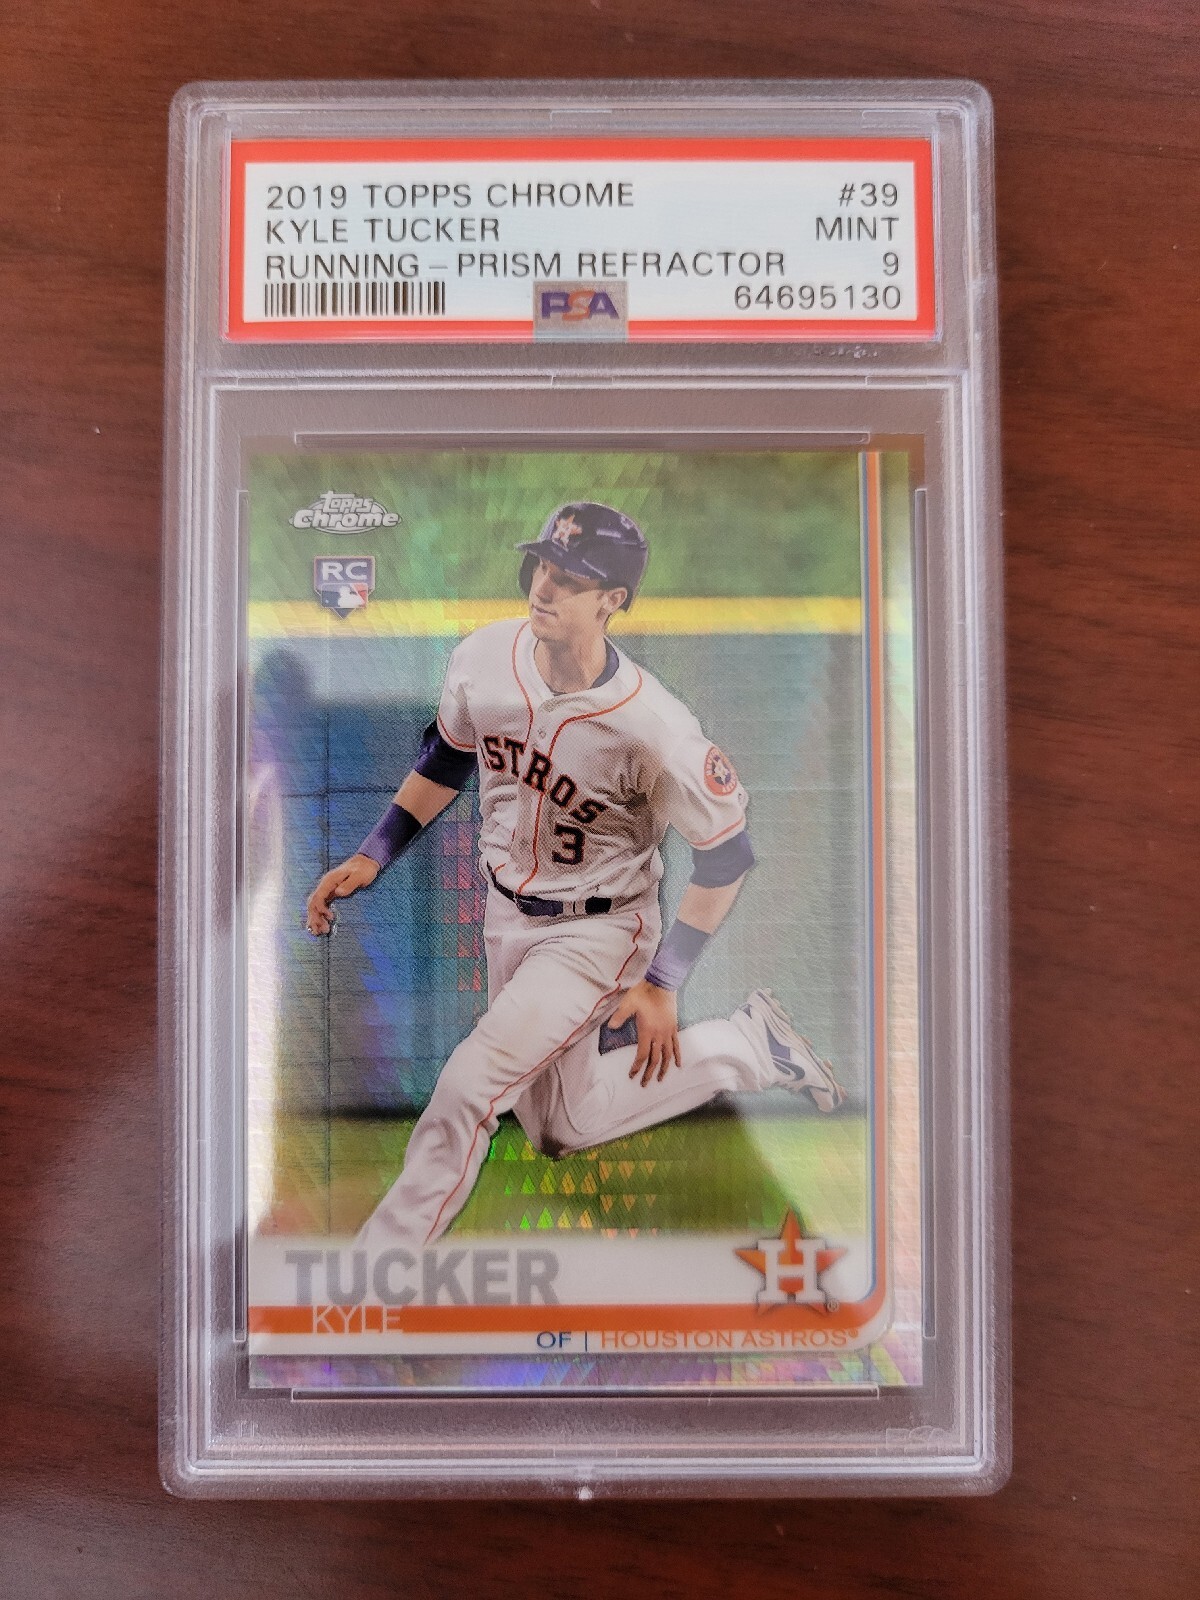 2019 TOPPS CHROME #39
KYLE TUCKER MINT
RUNNING – PRISM REFRACTOR 9
PSA 64695130
Topps
Chrome
RC
H
ASTROS
3
TUCKER
H
KYLE
OF | HOUSTON ASTROS®